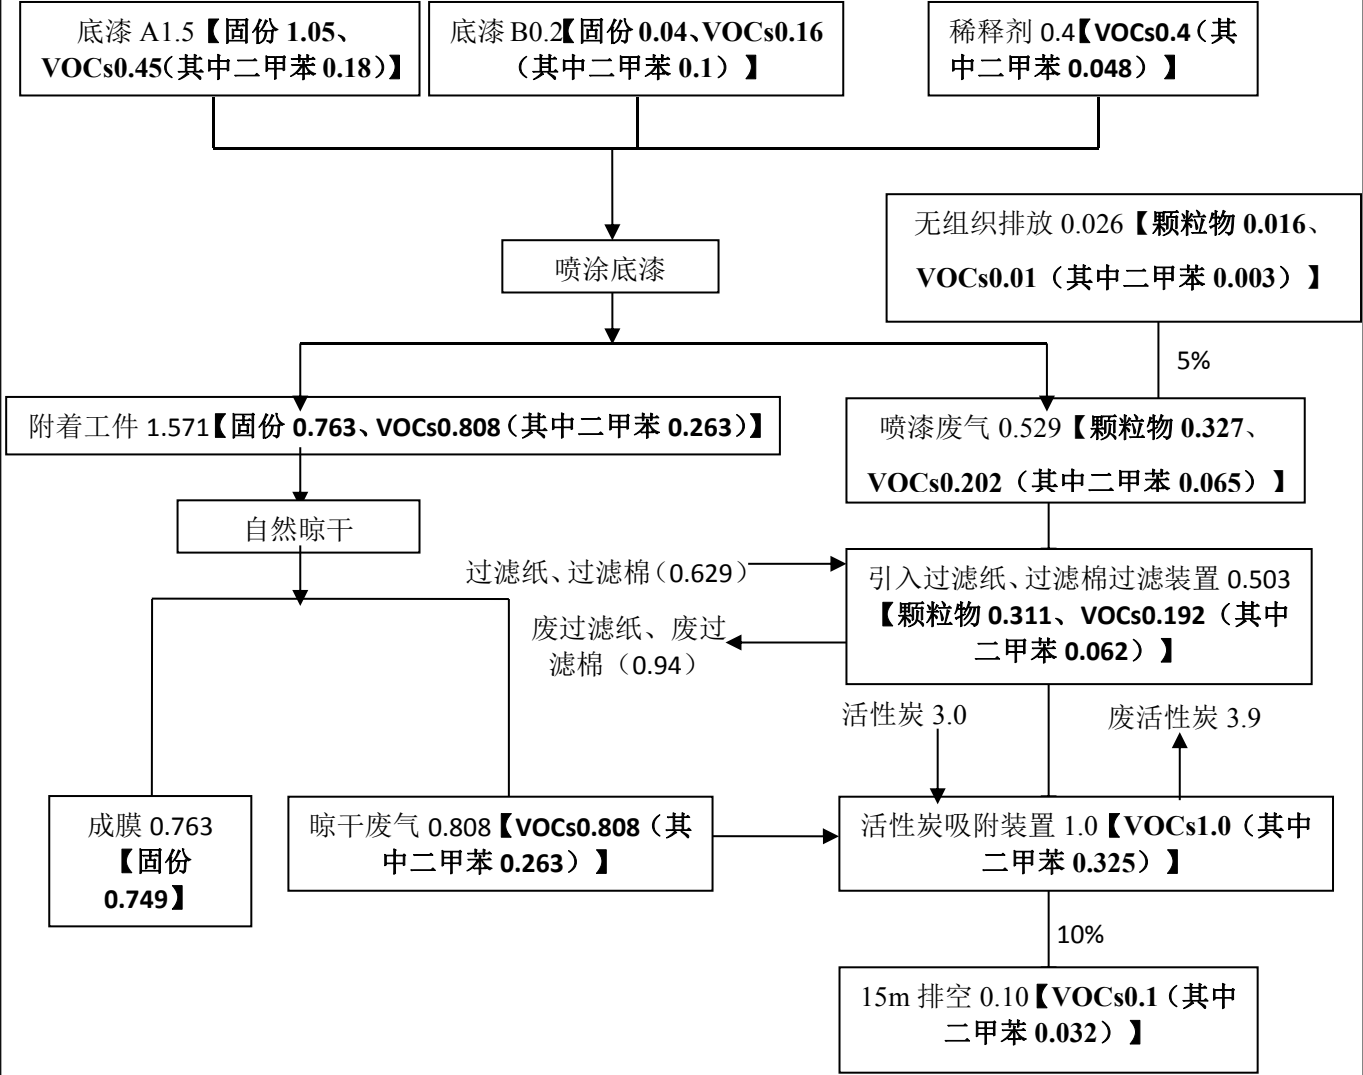 底漆 A1.5【固份 1.05、
VOCs0.45（其中二甲苯 0.18）】
底漆 B0.2【固份 0.04、VOCs0.16
（其中二甲苯 0.1）】
稀释剂 0.4【VOCs0.4（其
中二甲苯 0.048）】
喷涂底漆
无组织排放 0.026【颗粒物 0.016、
VOCs0.01（其中二甲苯 0.003）】
5%
附着工件 1.571【固份 0.763、VOCs0.808（其中二甲苯 0.263）】
喷漆废气 0.529【颗粒物 0.327、
VOCs0.202（其中二甲苯 0.065）】
自然晾干
过滤纸、过滤棉（0.629）
引入过滤纸、过滤棉过滤装置 0.503
【颗粒物 0.311、VOCs0.192（其中
二甲苯 0.062）】
废过滤纸、废过
滤棉（0.94）
活性炭 3.0
废活性炭 3.9
成膜 0.763
【固份
0.749】
晾干废气 0.808【VOCs0.808（其
中二甲苯 0.263）】
活性炭吸附装置 1.0【VOCs1.0（其中
二甲苯 0.325）】
10%
15m 排空 0.10【VOCs0.1（其中
二甲苯 0.032）】